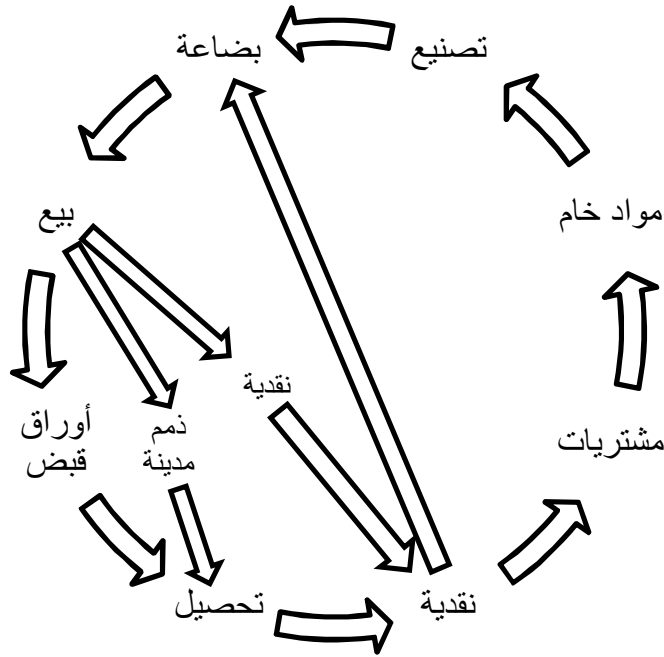 تصنيع
بضاعة
مواد خام
بيع
نقدية
مشتريات
أوراق
قبض
ذمم
مدينة
نقدية
تحصيل